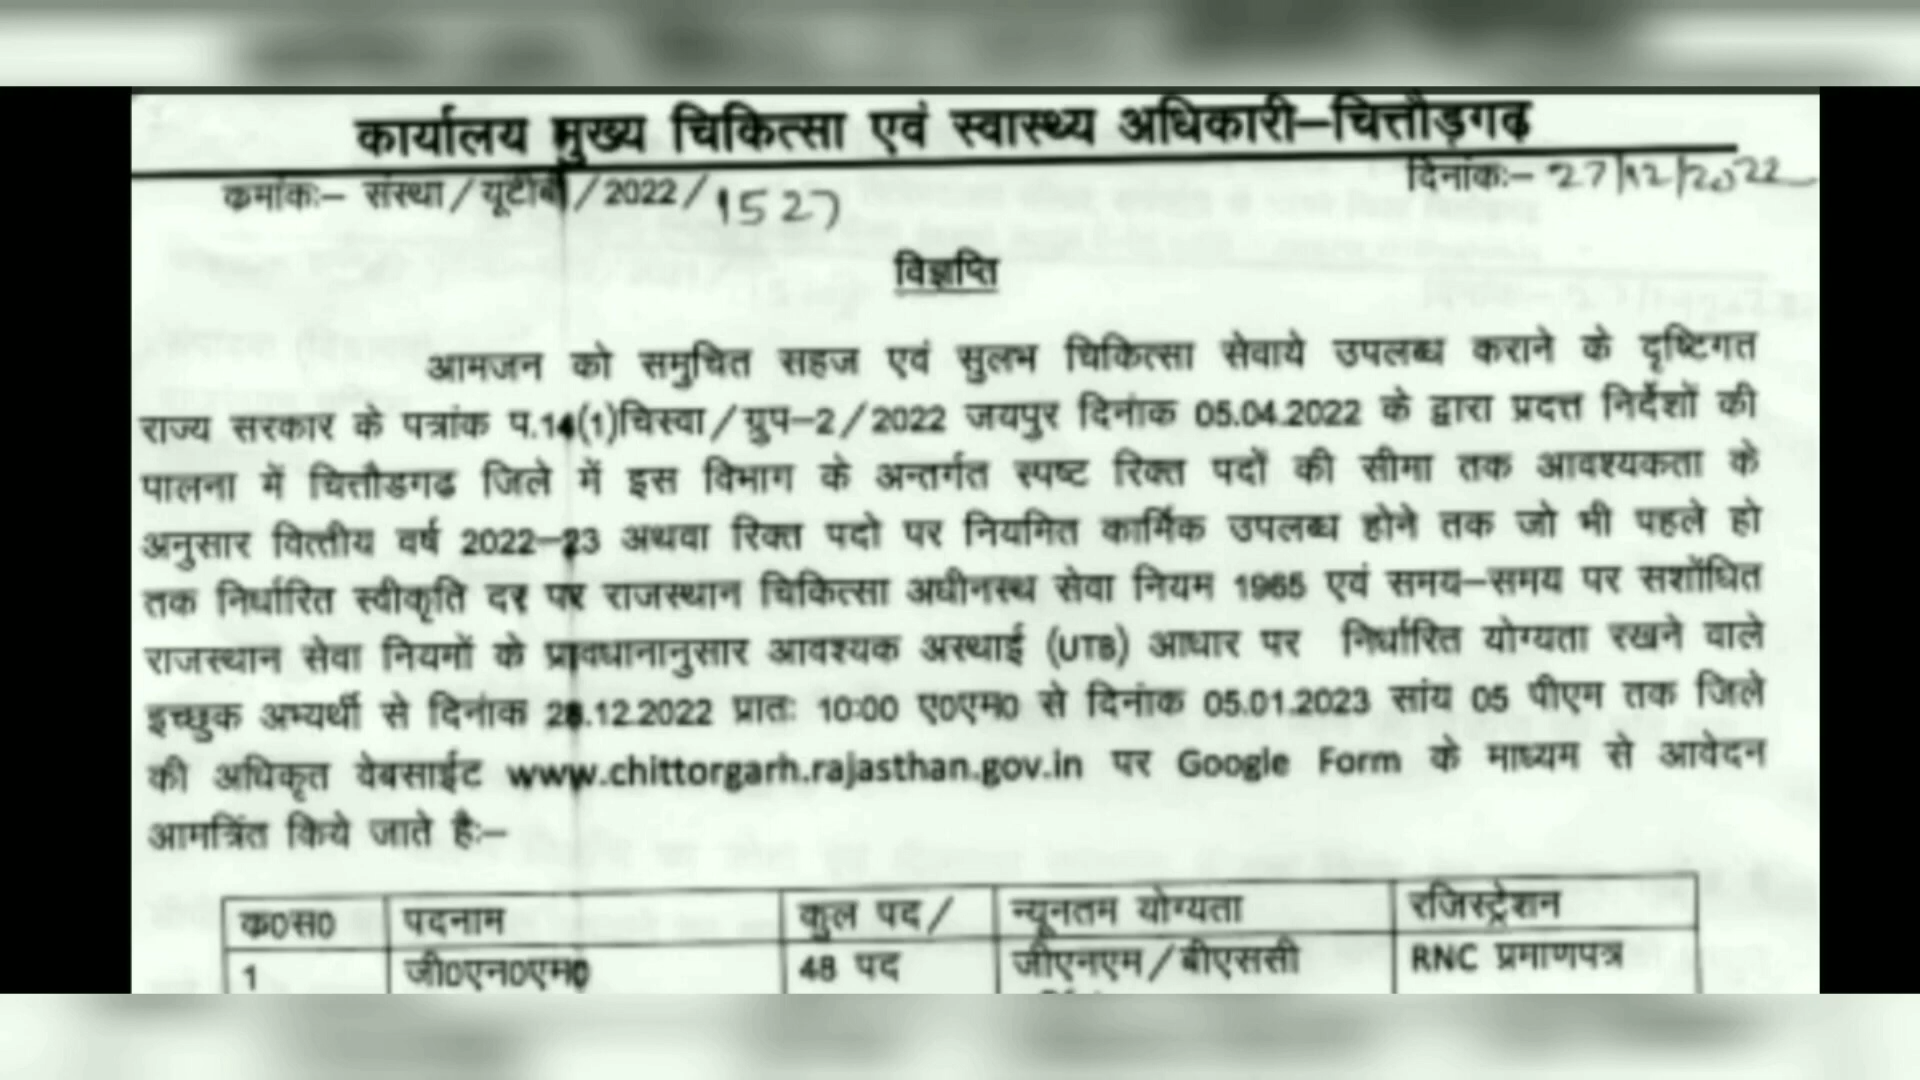 कार्यालय मुख्य चिकित्सा एवं स्वास्थ्य अधिकारी–चित्तौड़गढ़
क्रमांकः– संस्था/यूटीबी/2022/1527
दिनांकः– 27/12/2022
विज्ञप्ति
आमजन को समुचित सहज एवं सुलभ चिकित्सा सेवाये उपलब्ध कराने के दृष्टिगत
राज्य सरकार के पत्रांक प.14(1)चिस्वा/ग्रुप–2/2022 जयपुर दिनांक 05.04.2022 के द्वारा प्रदत्त निर्देशों की
पालना में चित्तौडगढ जिले में इस विभाग के अन्तर्गत स्पष्ट रिक्त पदों की सीमा तक आवश्यकता के
अनुसार वित्तीय वर्ष 2022–23 अथवा रिक्त पदो पर नियमित कार्मिक उपलब्ध होने तक जो भी पहले हो
तक निर्धारित स्वीकृति दर पर राजस्थान चिकित्सा अधीनस्थ सेवा नियम 1965 एवं समय–समय पर सशोंधित
राजस्थान सेवा नियमों के प्रावधानानुसार आवश्यक अस्थाई (UTB) आधार पर निर्धारित योग्यता रखने वाले
इच्छुक अभ्यर्थी से दिनांक 28.12.2022 प्रातः 10:00 ए0एम0 से दिनांक 05.01.2023 सांय 05 पीएम तक जिले
की अधिकृत वेबसाईट www.chittorgarh.rajasthan.gov.in पर Google Form के माध्यम से आवेदन
आमत्रिंत किये जाते हैः–
क0स0 पदनाम कुल पद/ न्यूनतम योग्यता रजिस्ट्रेशन
1 जी0एन0एम0 48 पद जीएनएम/बीएससी RNC प्रमाणपत्र